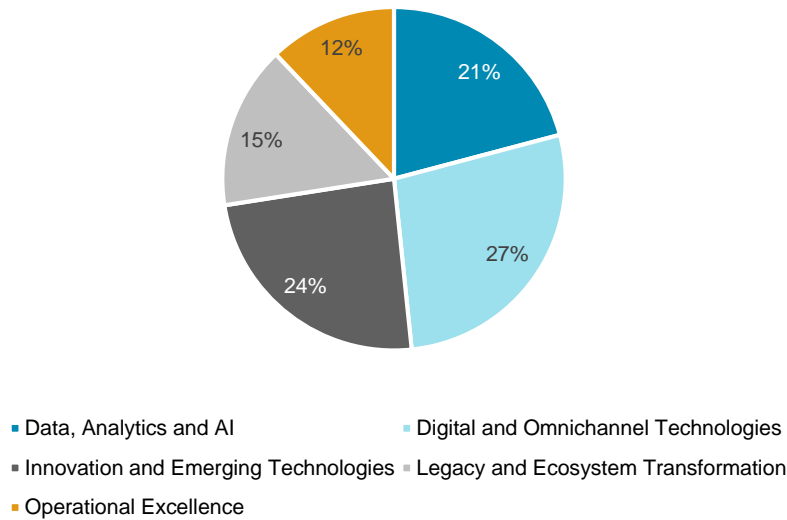 12%
21%
15%
27%
24%
Data, Analytics and AI
Digital and Omnichannel Technologies
Innovation and Emerging Technologies
Legacy and Ecosystem Transformation
Operational Excellence